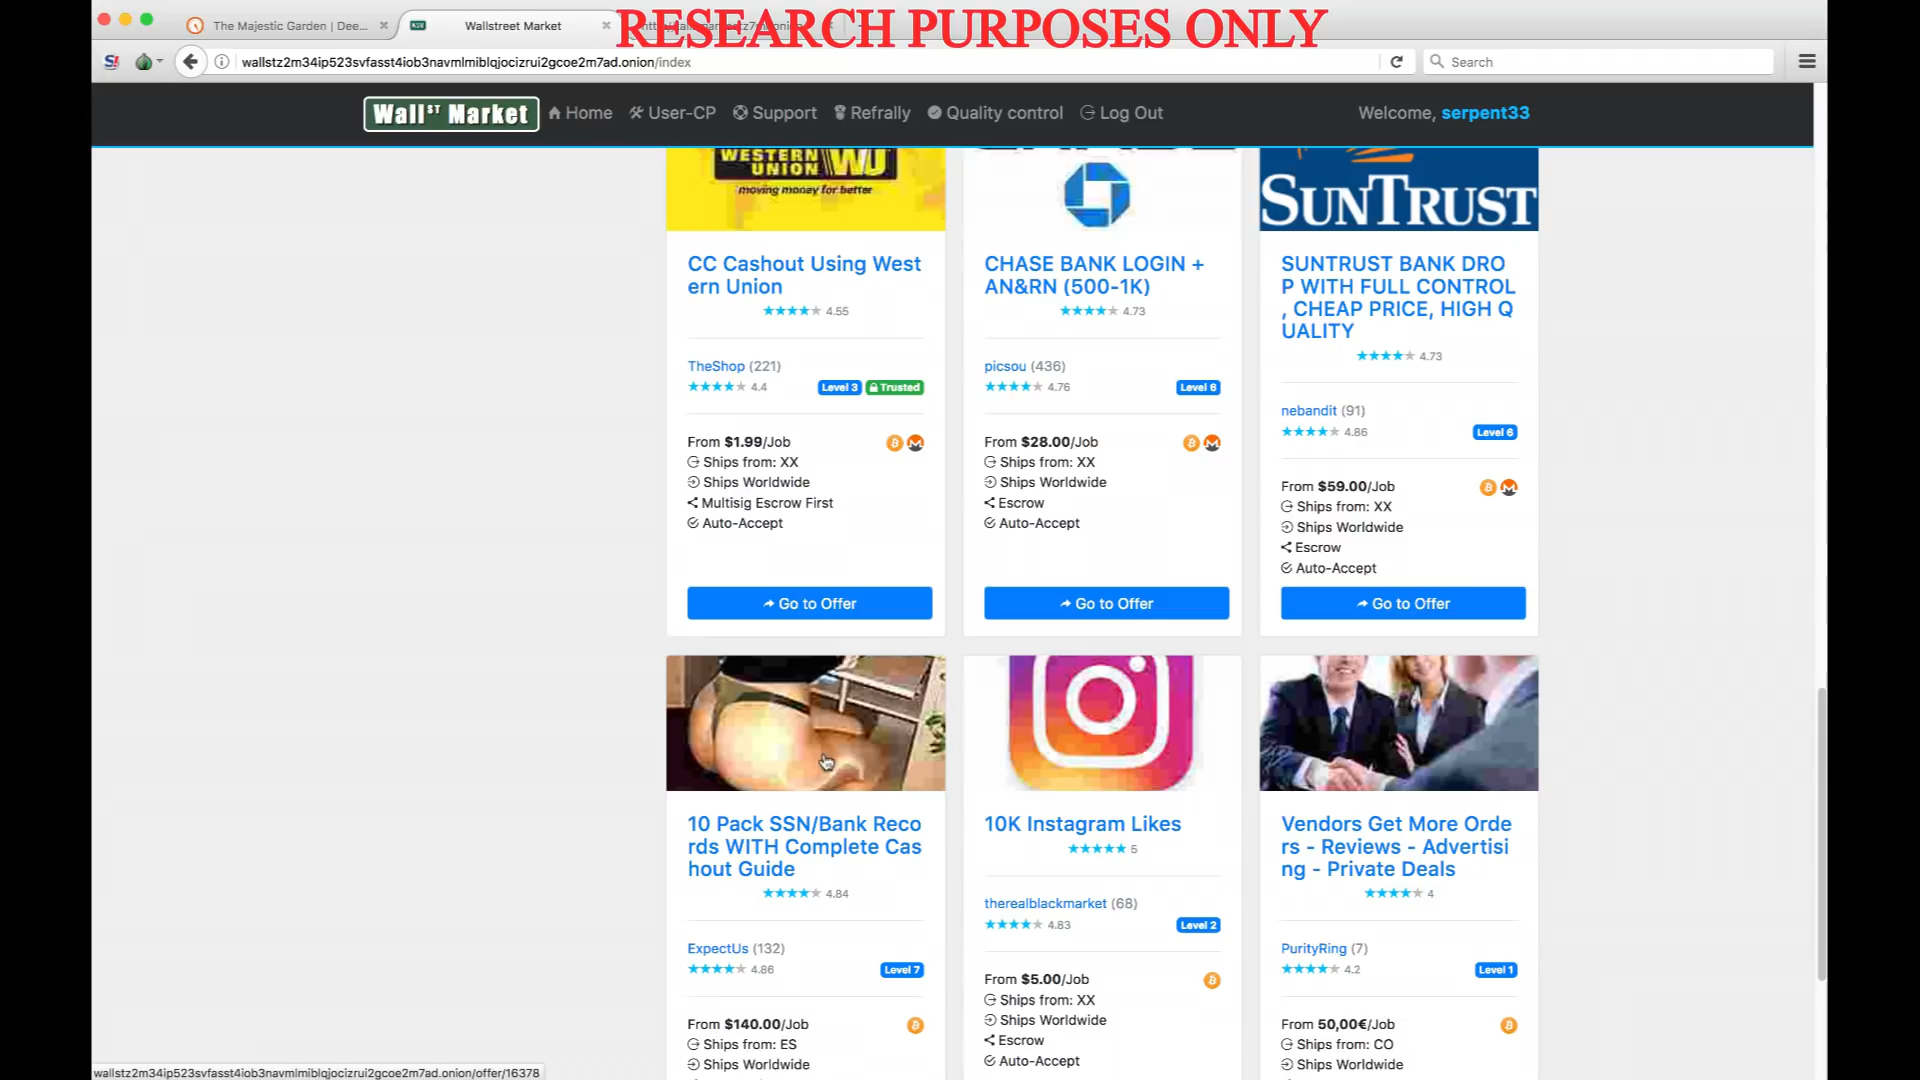 RESEARCH PURPOSES ONLY
The Majestic Garden | Dee...
Wallstreet Market
wallstz2m34ip523svfasst4iob3navmlmiblqjocizrui2gcoe2m7ad.onion/index
Search
Wall ST Market
Home
User-CP
Support
Refrally
Quality control
Log Out
Welcome, serpent33
WESTERN
UNION WU
moving money for better
SUNTRUST
CC Cashout Using West
ern Union
4.55
TheShop (221)
4.4 Level 3 Trusted
From $1.99/Job
Ships from: XX
Ships Worldwide
Multisig Escrow First
Auto-Accept
Go to Offer
CHASE BANK LOGIN +
AN&RN (500-1K)
4.73
picsou (436)
4.76 Level 6
From $28.00/Job
Ships from: XX
Ships Worldwide
Escrow
Auto-Accept
Go to Offer
SUNTRUST BANK DRO
P WITH FULL CONTROL
, CHEAP PRICE, HIGH Q
UALITY
4.73
nebandit (91)
4.86 Level 6
From $59.00/Job
Ships from: XX
Ships Worldwide
Escrow
Auto-Accept
Go to Offer
10 Pack SSN/Bank Reco
rds WITH Complete Cas
hout Guide
4.84
ExpectUs (132)
4.86 Level 7
From $140.00/Job
Ships from: ES
Ships Worldwide
10K Instagram Likes
5
therealblackmarket (68)
4.83 Level 2
From $5.00/Job
Ships from: XX
Ships Worldwide
Escrow
Auto-Accept
Vendors Get More Orde
rs - Reviews - Advertisi
ng - Private Deals
4
PurityRing (7)
4.2 Level 1
From 50,00€/Job
Ships from: CO
Ships Worldwide
wallstz2m34ip523svfasst4iob3navmlmiblqjocizrui2gcoe2m7ad.onion/offer/16378